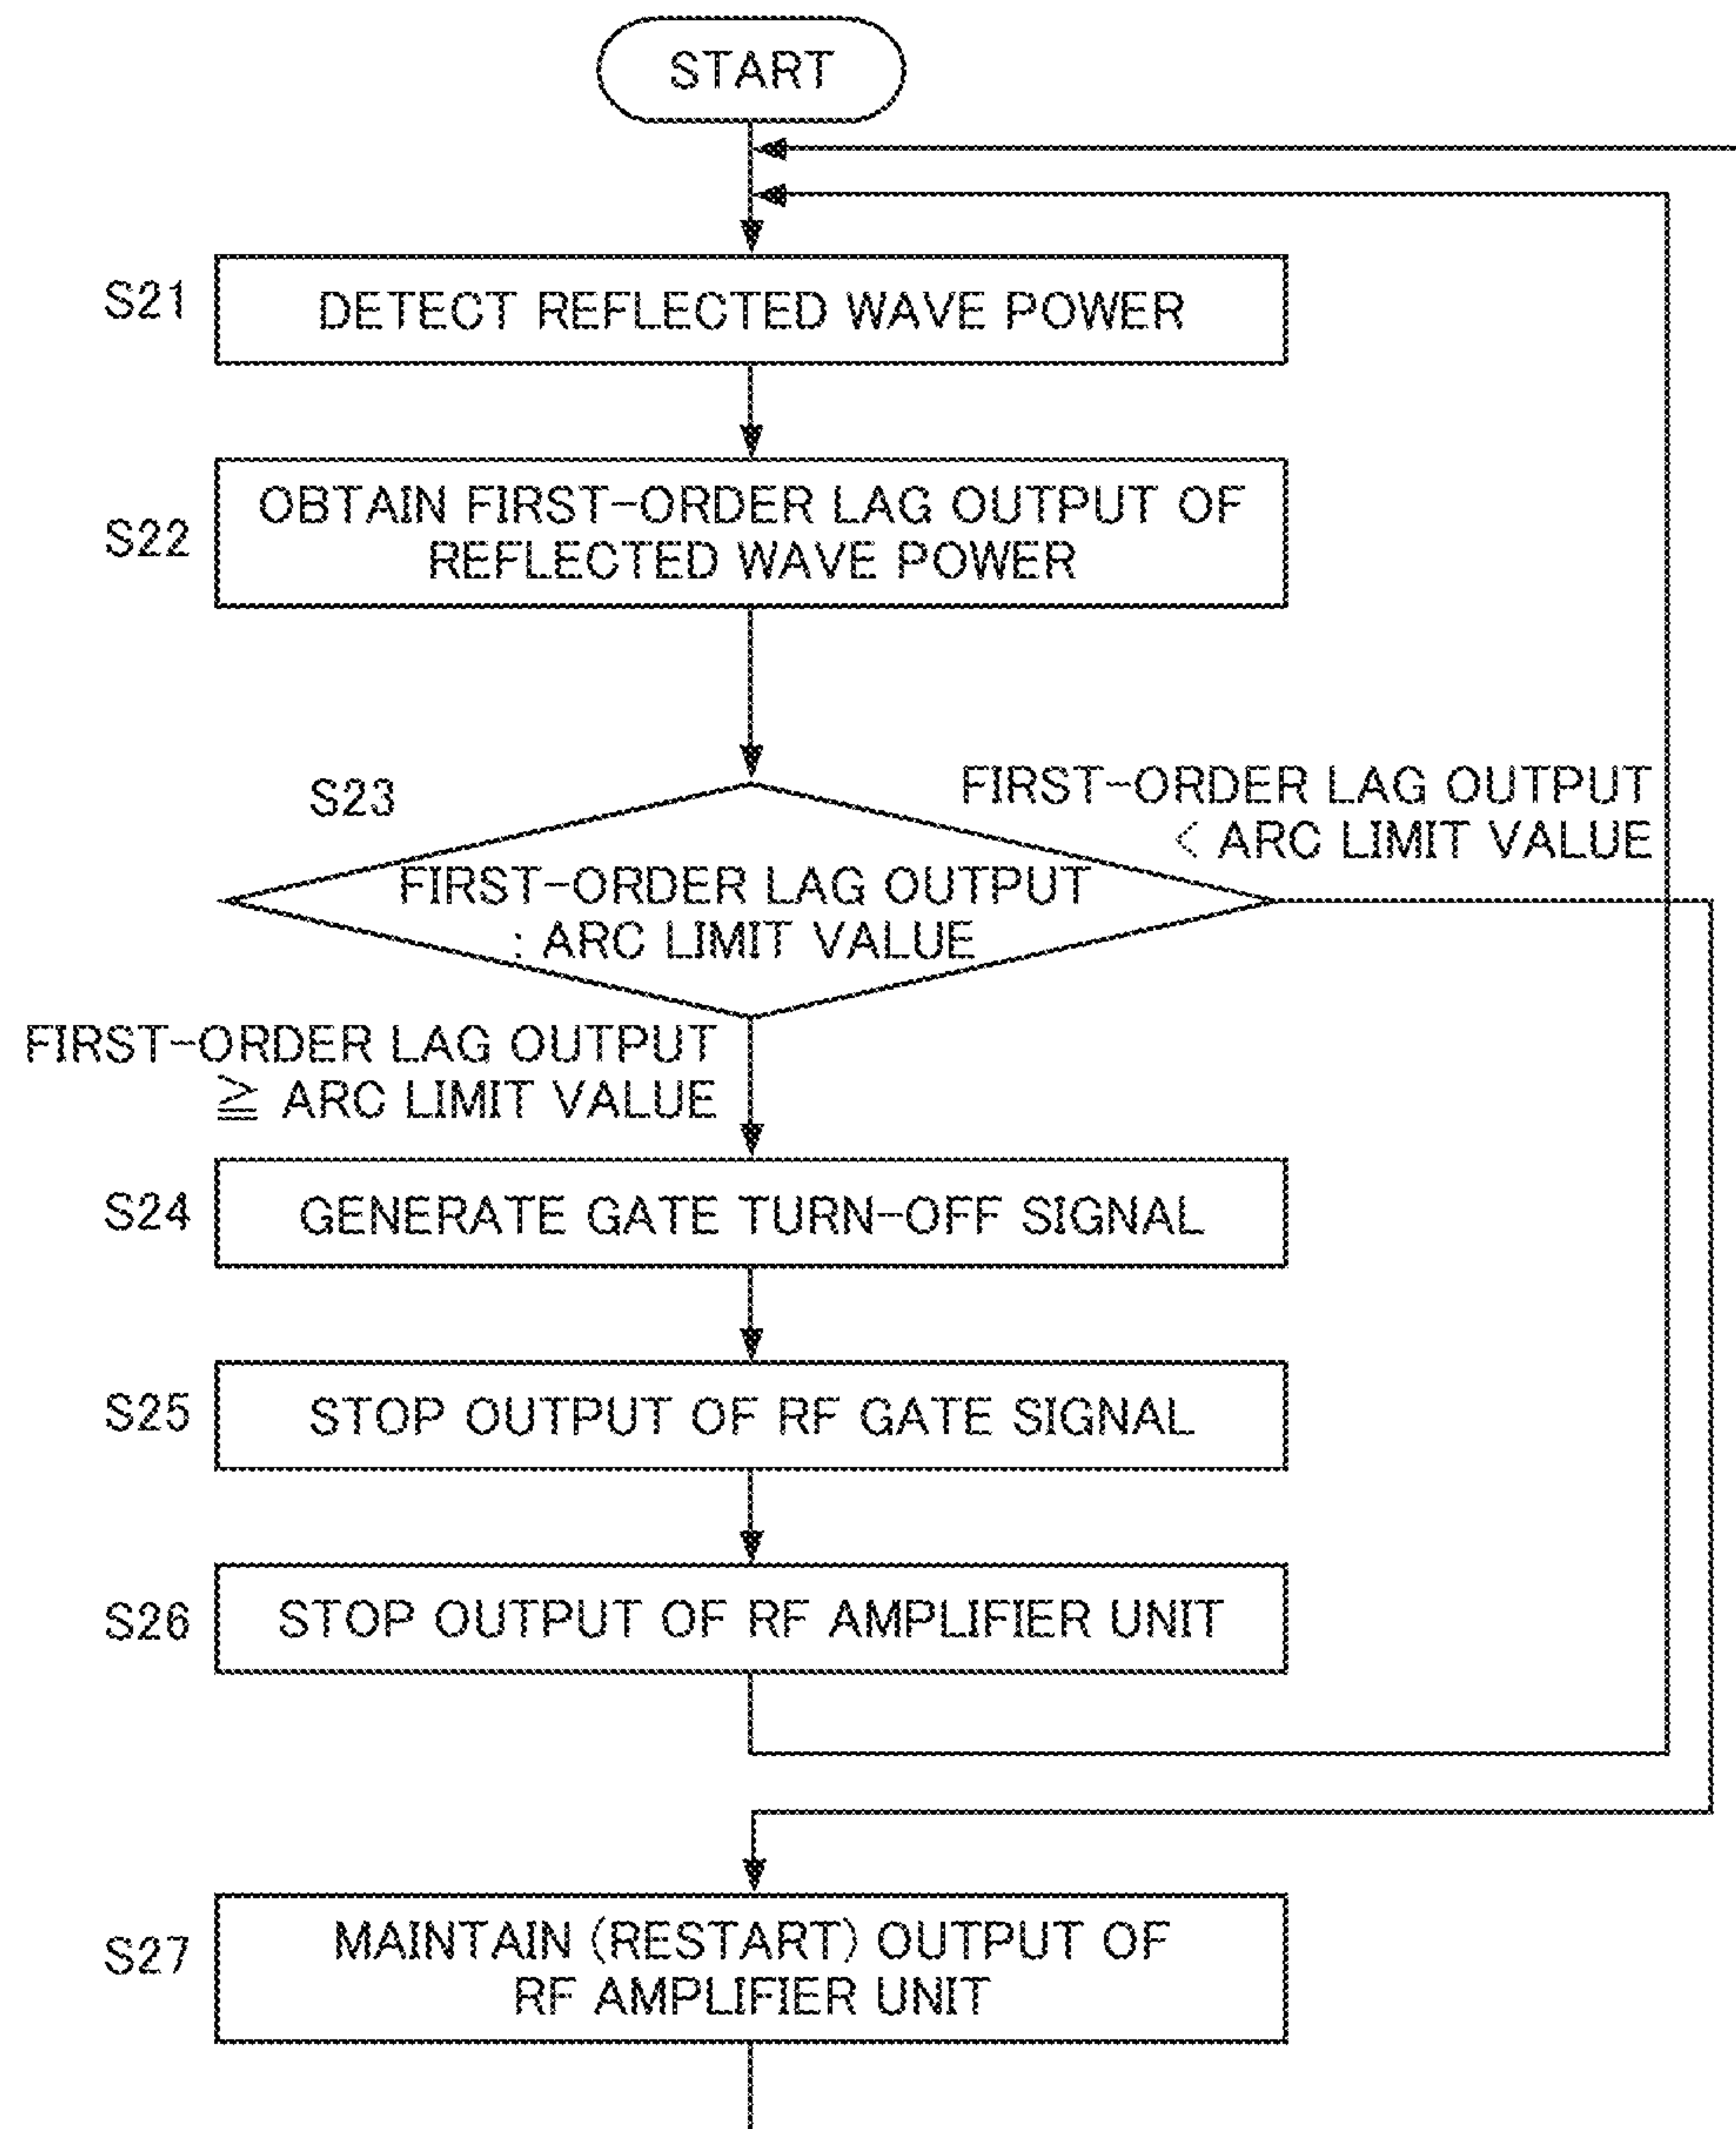 START
S21
DETECT REFLECTED WAVE POWER
S22
OBTAIN FIRST-ORDER LAG OUTPUT OF
REFLECTED WAVE POWER
S23
FIRST-ORDER LAG OUTPUT
< ARC LIMIT VALUE
FIRST-ORDER LAG OUTPUT
: ARC LIMIT VALUE
FIRST-ORDER LAG OUTPUT
≧ ARC LIMIT VALUE
S24
GENERATE GATE TURN-OFF SIGNAL
S25
STOP OUTPUT OF RF GATE SIGNAL
S26
STOP OUTPUT OF RF AMPLIFIER UNIT
S27
MAINTAIN (RESTART) OUTPUT OF
RF AMPLIFIER UNIT